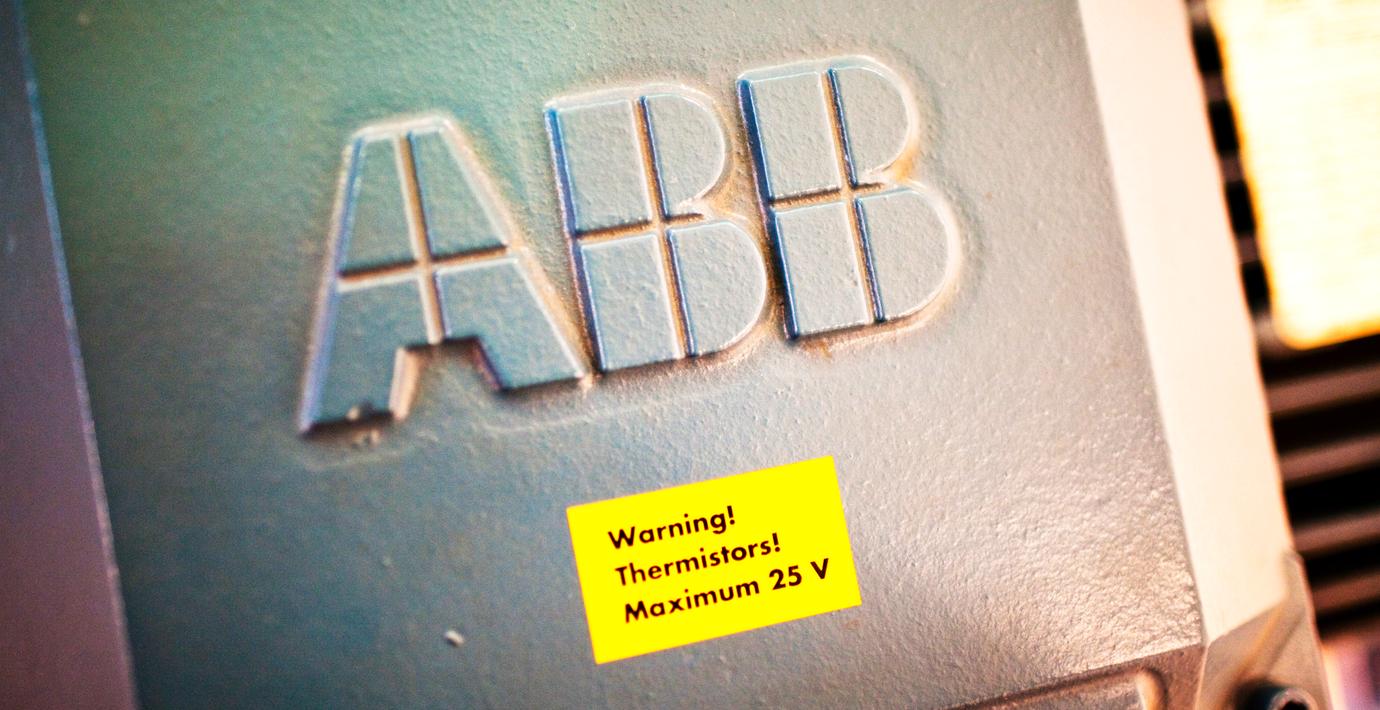 ABB
Warning!
Thermistors!
Maximum 25 V